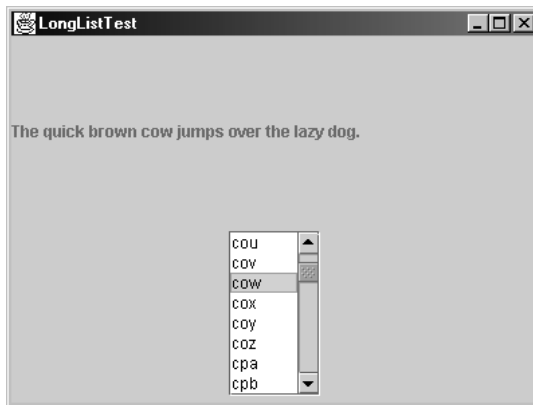 LongListTest
The quick brown cow jumps over the lazy dog.
cou
cov
cow
cox
coy
coz
cpa
cpb